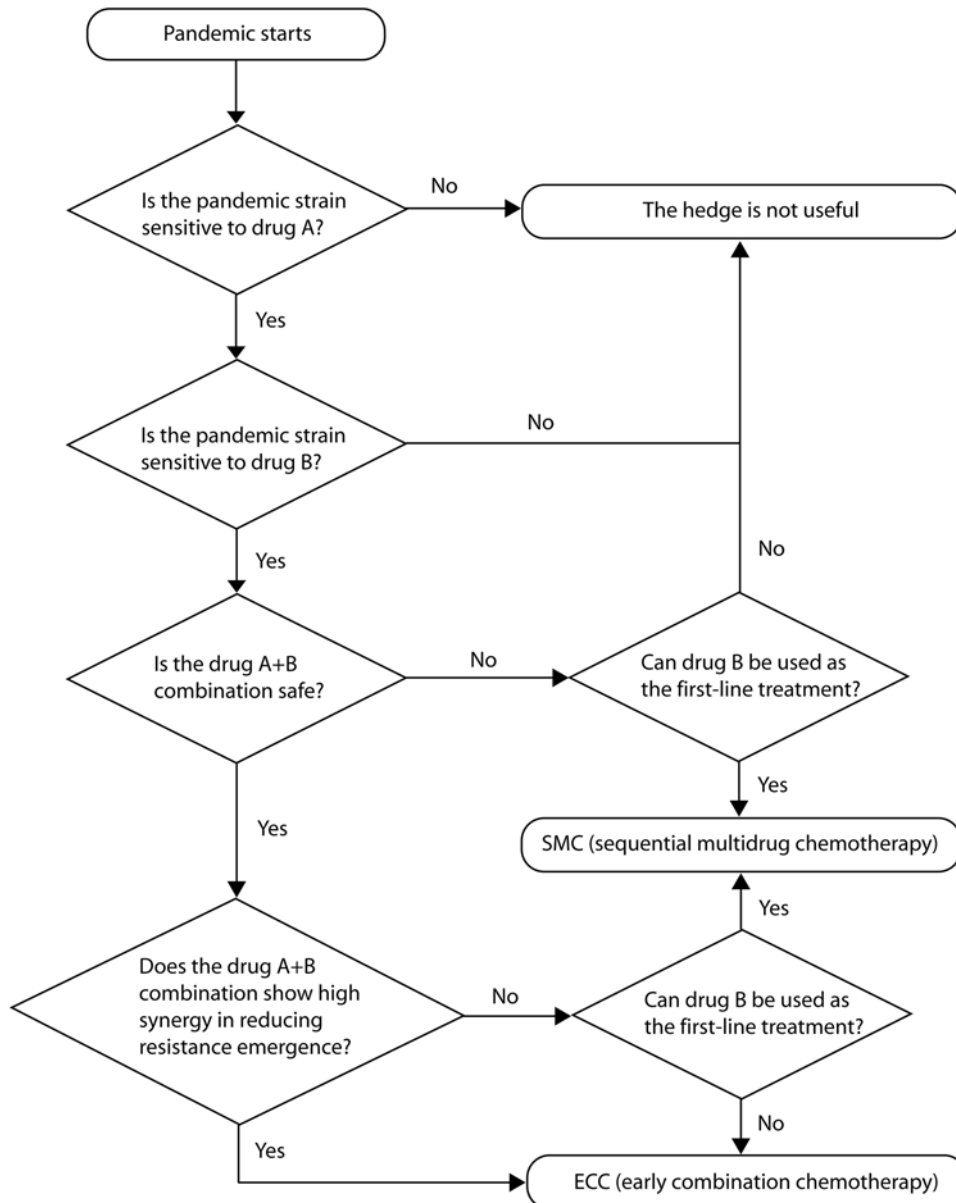 Pandemic starts
Is the pandemic strain
sensitive to drug A?
No
The hedge is not useful
Yes
Is the pandemic strain
sensitive to drug B?
No
Yes
No
Is the drug A+B
combination safe?
No
Can drug B be used as
the first-line treatment?
Yes
Yes
SMC (sequential multidrug chemotherapy)
Yes
Does the drug A+B
combination show high
synergy in reducing
resistance emergence?
No
Can drug B be used as
the first-line treatment?
Yes
No
ECC (early combination chemotherapy)